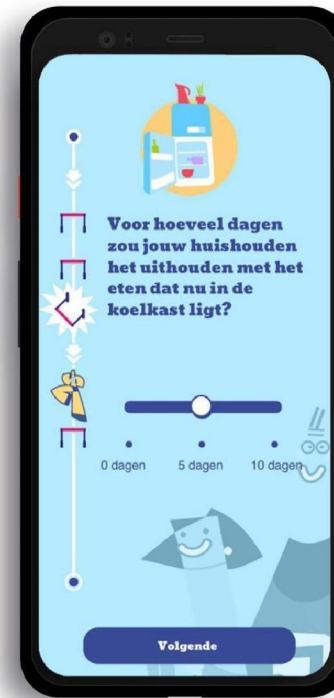 Voor hoeveel dagen
zou jouw huishouden
het uithouden met het
eten dat nu in de
koelkast ligt?
0 dagen
5 dagen
10 dagen
Volgende